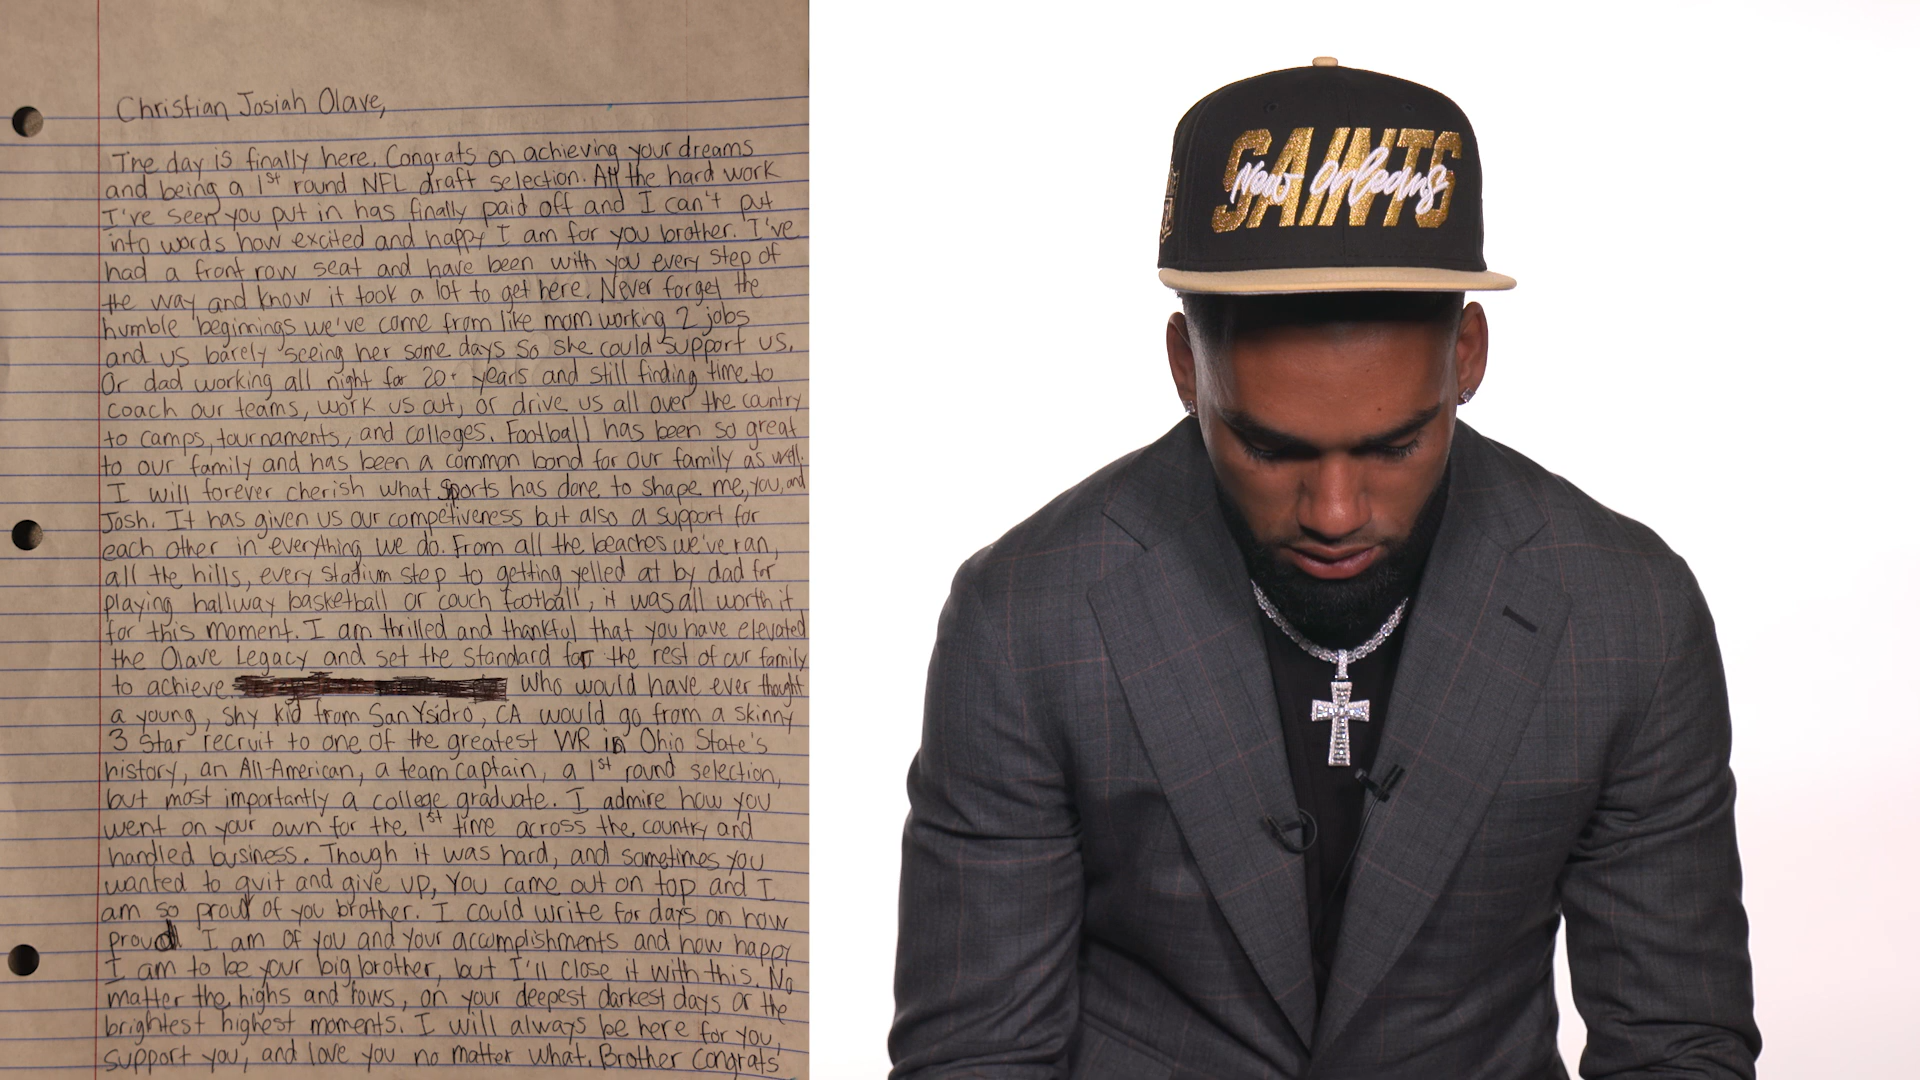 Christian Josiah Olave,
The day is finally here. Congrats on achieving your dreams
and being a 1st round NFL draft selection. All the hard work
I've seen you put in has finally paid off and I can't put
into words how excited and happy I am for you brother. I've
had a front row seat and have been with you every step of
the way and know it took a lot to get here. Never forget the
humble beginnings we've come from like mom working 2 jobs
and us barely seeing her some days so she could support us.
Or dad working all night for 20+ years and still finding time to
coach our teams, work us out, or drive us all over the country
to camps, tournaments, and colleges. Football has been so great
to our family and has been a common bond for our family as well.
I will forever cherish what sports has done to shape me, you, and
Josh. It has given us our competiveness but also a support for
each other in everything we do. From all the beaches we've ran,
all the hills, every stadium step to getting yelled at by dad for
playing hallway basketball or couch football, it was all worth it
for this moment. I am thrilled and thankful that you have elevated
the Olave Legacy and set the standard for the rest of our family
to achieve. Who would have ever thought
a young, shy kid from San Ysidro, CA would go from a skinny
3 star recruit to one of the greatest WR in Ohio State's
history, an All-American, a team captain, a 1st round selection,
but most importantly a college graduate. I admire how you
went on your own for the 1st time across the country and
handled business. Though it was hard, and sometimes you
wanted to quit and give up, you came out on top and I
am so proud of you brother. I could write for days on how
proud I am of you and your accomplishments and how happy
I am to be your big brother, but I'll close it with this. No
matter the highs and lows, on your deepest darkest days or the
brightest highest moments. I will always be here for you,
support you, and love you no matter what. Brother congrats
SAINTS
New Orleans